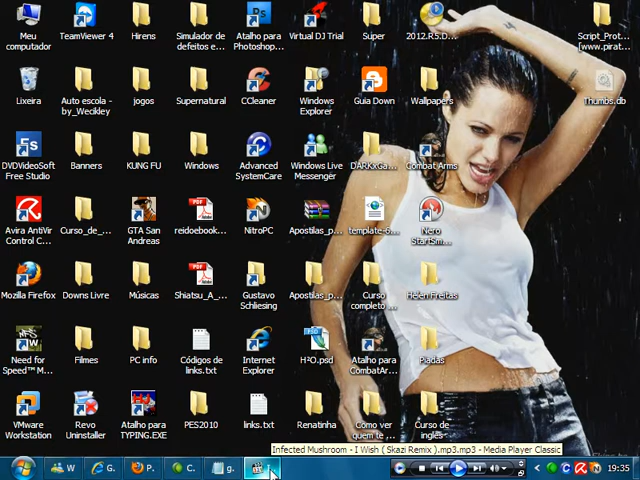 Meu computador
TeamViewer 4
Hirens
Simulador de defeitos e...
Atalho para Photoshop...
Virtual DJ Trial
Super
2012.R5.D...
Script_Prot... [www.pirat...
Lixeira
Auto escola - by_Wecikley
jogos
Supernatural
CCleaner
Windows Explorer
Guia Down
Wallpapers
Thumbs.db
DVDVideoSoft Free Studio
Banners
KUNG FU
Windows
Advanced SystemCare
Windows Live Messenger
DARKxGa...
Combat Arms
Avira AntiVir Control C...
Curso_de_...
GTA San Andreas
reidoebook...
NitroPC
Apostilas_p...
template-6...
Nero StartSm...
Mozilla Firefox
Downs Livre
Músicas
Shiatsu_A_...
Gustavo Schliesing
Apostilas_p...
Curso completo ...
Helen Freitas
Need for Speed™ M...
Filmes
PC info
Códigos de links.txt
Internet Explorer
H²O.psd
Atalho para CombatAr...
Piadas
VMware Workstation
Revo Uninstaller
Atalho para TYPING.EXE
PES2010
links.txt
Renatinha
Como ver quem te ...
Curso de inglês
Infected Mushroom - I Wish ( Skazi Remix ).mp3.mp3 - Media Player Classic
W
G.
P.
C.
g.
I
19:35